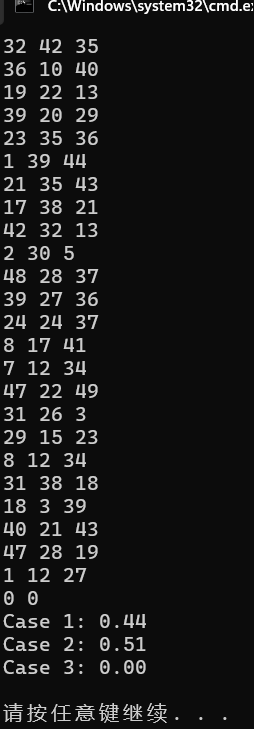 C:\Windows\system32\cmd.ex
32 42 35
36 10 40
19 22 13
39 20 29
23 35 36
1 39 44
21 35 43
17 38 21
42 32 13
2 30 5
48 28 37
39 27 36
24 24 37
8 17 41
7 12 34
47 22 49
31 26 3
29 15 23
8 12 34
31 38 18
18 3 39
40 21 43
47 28 19
1 12 27
0 0
Case 1: 0.44
Case 2: 0.51
Case 3: 0.00
请按任意键继续. . .